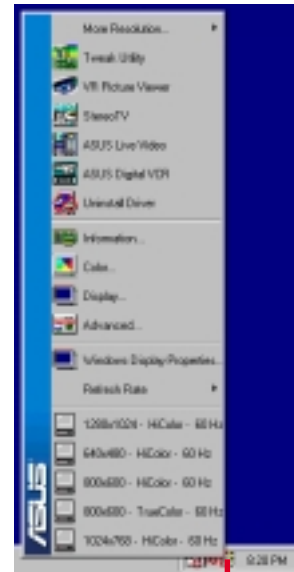 More Resolution...
Tweak Utility
VR Picture Viewer
StereoTV
ASUS Live Video
ASUS Digital VCR
Uninstall Driver
Information...
Color...
Display...
Advanced...
Windows Display Properties...
Refresh Rate
1280x1024 - HiColor - 60 Hz
640x480 - HiColor - 60 Hz
800x600 - HiColor - 60 Hz
800x600 - TrueColor - 60 Hz
1024x768 - HiColor - 60 Hz
ASUS
8:28 PM